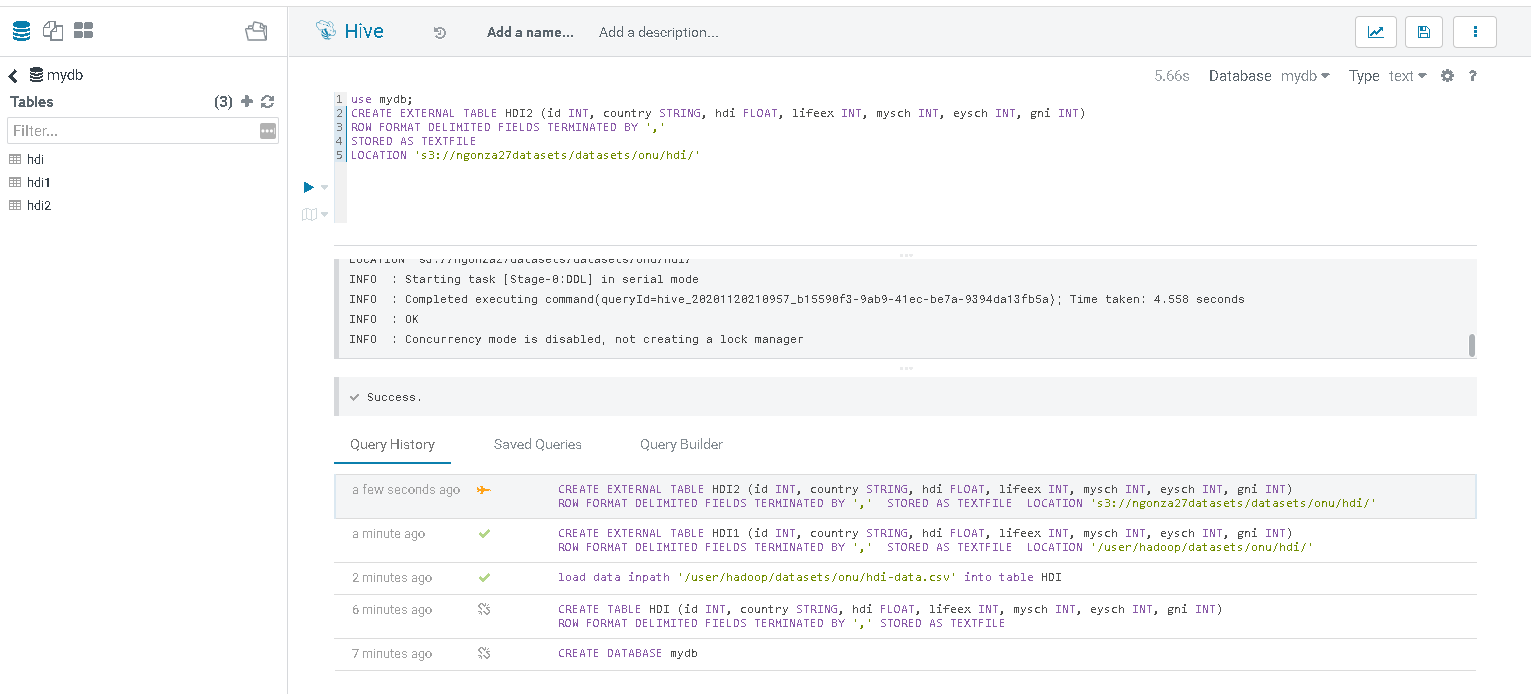 Hive
Add a name...
Add a description...
mydb
Tables
(3)
Filter...
hdi
hdi1
hdi2
5.66s
Database mydb
Type text
?
1 use mydb;
2 CREATE EXTERNAL TABLE HDI2 (id INT, country STRING, hdi FLOAT, lifeex INT, mysch INT, eysch INT, gni INT)
3 ROW FORMAT DELIMITED FIELDS TERMINATED BY ','
4 STORED AS TEXTFILE
5 LOCATION 's3://ngonza27datasets/datasets/onu/hdi/'
LOCATION 's3://ngonza27datasets/datasets/onu/hdi/'
INFO : Starting task [Stage-0:DDL] in serial mode
INFO : Completed executing command(queryId=hive_20201120210957_b15590f3-9ab9-41ec-be7a-9394da13fb5a); Time taken: 4.558 seconds
INFO : OK
INFO : Concurrency mode is disabled, not creating a lock manager
Success.
Query History
Saved Queries
Query Builder
a few seconds ago
CREATE EXTERNAL TABLE HDI2 (id INT, country STRING, hdi FLOAT, lifeex INT, mysch INT, eysch INT, gni INT)
ROW FORMAT DELIMITED FIELDS TERMINATED BY ',' STORED AS TEXTFILE LOCATION 's3://ngonza27datasets/datasets/onu/hdi/'
a minute ago
CREATE EXTERNAL TABLE HDI1 (id INT, country STRING, hdi FLOAT, lifeex INT, mysch INT, eysch INT, gni INT)
ROW FORMAT DELIMITED FIELDS TERMINATED BY ',' STORED AS TEXTFILE LOCATION '/user/hadoop/datasets/onu/hdi/'
2 minutes ago
load data inpath '/user/hadoop/datasets/onu/hdi-data.csv' into table HDI
6 minutes ago
CREATE TABLE HDI (id INT, country STRING, hdi FLOAT, lifeex INT, mysch INT, eysch INT, gni INT)
ROW FORMAT DELIMITED FIELDS TERMINATED BY ',' STORED AS TEXTFILE
7 minutes ago
CREATE DATABASE mydb